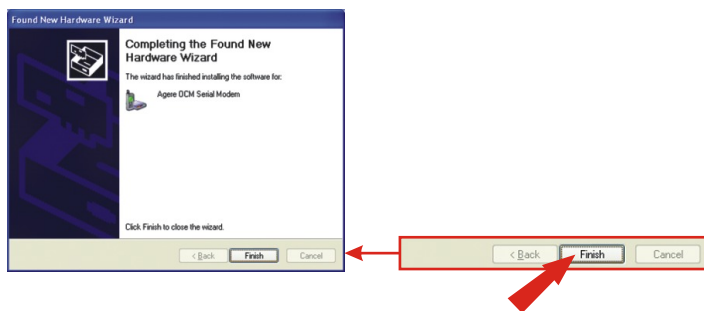 Found New Hardware Wizard
Completing the Found New
Hardware Wizard
The wizard has finished installing the software for:
Agere OCM Serial Modem
Click Finish to close the wizard.
< Back Finish Cancel
< Back Finish Cancel